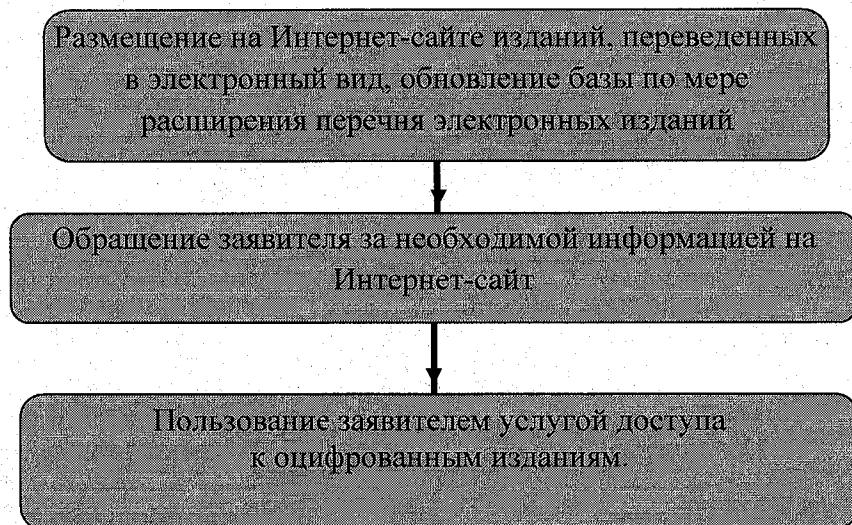 Размещение на Интернет-сайте изданий, переведенных
в электронный вид, обновление базы по мере
расширения перечня электронных изданий
Обращение заявителя за необходимой информацией на
Интернет-сайт
Пользование заявителем услугой доступа
к оцифрованным изданиям.